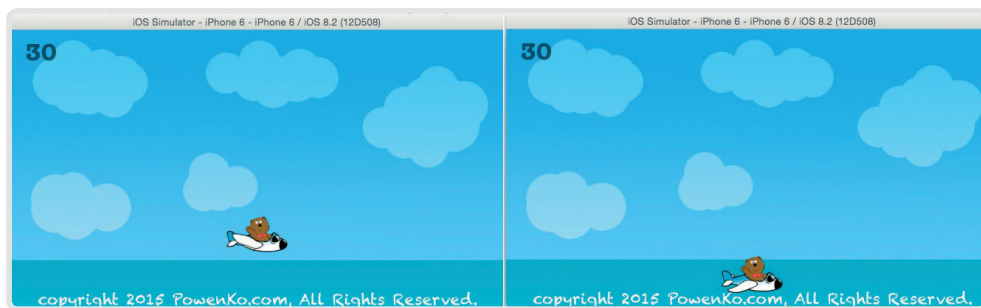 iOS Simulator - iPhone 6 - iPhone 6 / iOS 8.2 (12D508)
30
copyright 2015 PowenKo.com, All Rights Reserved.
iOS Simulator - iPhone 6 - iPhone 6 / iOS 8.2 (12D508)
30
copyright 2015 PowenKo.com, All Rights Reserved.